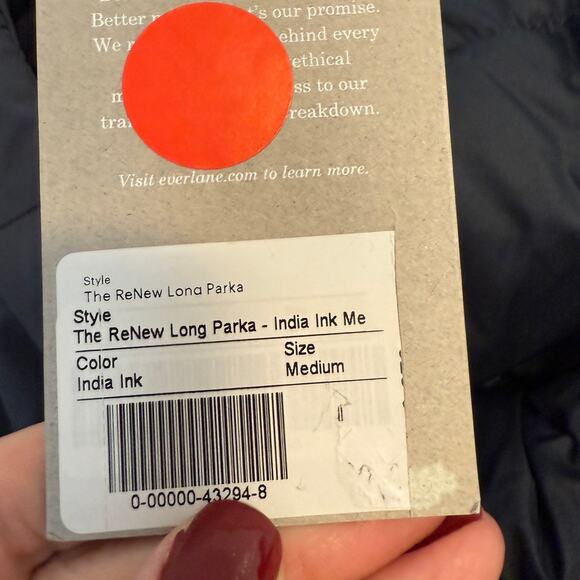 Better 's our promise.
We ehind every
ethical
m ss to our
tra reakdown.
Visit everlane.com to learn more.
Style
The ReNew Long Parka
Style
The ReNew Long Parka - India Ink Me
Color Size
India Ink Medium
0-00000-43294-8